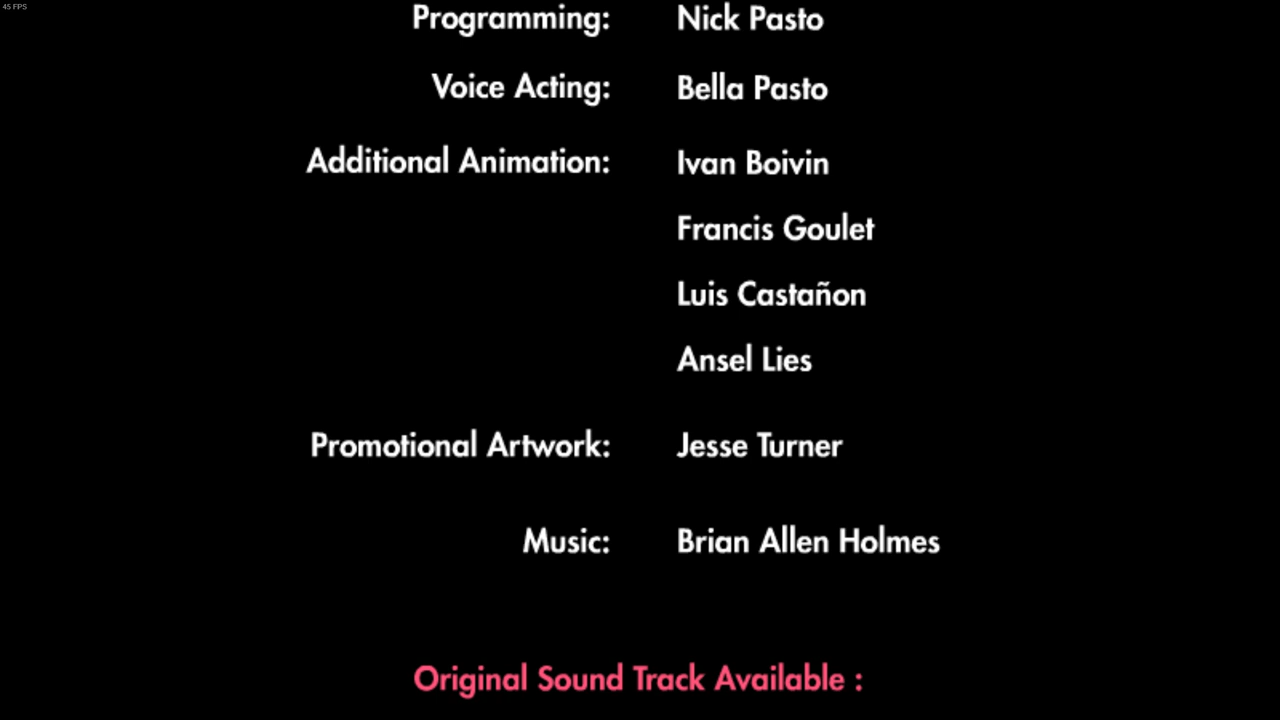 45 FPS
Programming: Nick Pasto
Voice Acting: Bella Pasto
Additional Animation: Ivan Boivin
Francis Goulet
Luis Castañon
Ansel Lies
Promotional Artwork: Jesse Turner
Music: Brian Allen Holmes
Original Sound Track Available :